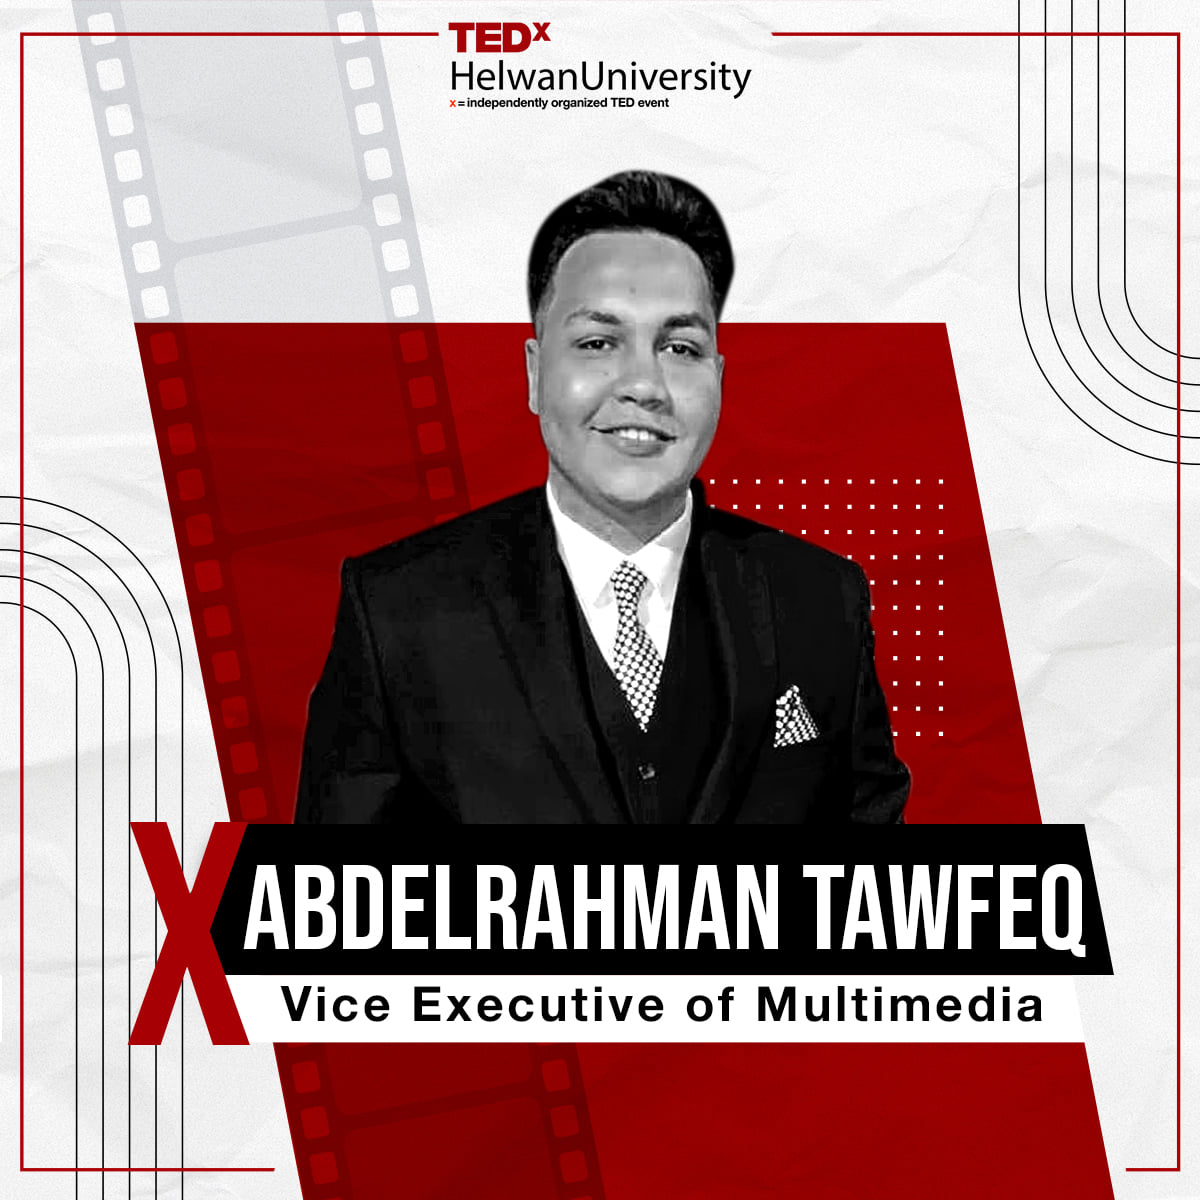 TEDx
HelwanUniversity
x = independently organized TED event
X ABDELRAHMAN TAWFEQ
Vice Executive of Multimedia